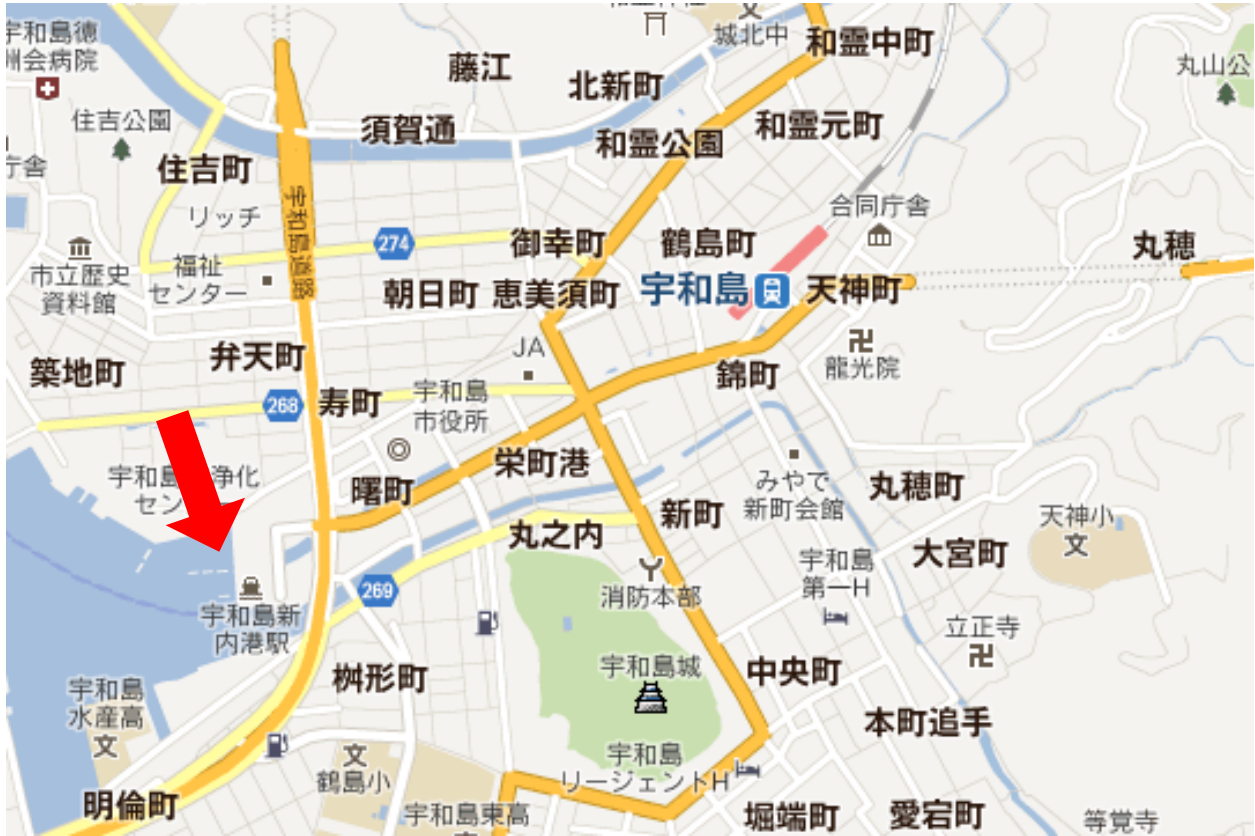 城北中
和霊中町
宇和島徳
州会病院
藤江
北新町
丸山公
住吉公園
須賀通
和霊公園
和霊元町
庁舎
住吉町
宇和島道路
リッチ
合同庁舎
274
御幸町
鶴島町
丸穂
市立歴史
資料館
福祉
センター
朝日町
恵美須町
宇和島
天神町
JA
築地町
弁天町
錦町
龍光院
268
寿町
宇和島
市役所
宇和島
浄化
セン
曙町
栄町港
みやで
新町会館
丸穂町
新町
天神小
文
丸之内
大宮町
宇和島
第一H
269
消防本部
宇和島新
内港駅
立正寺
宇和島城
中央町
桝形町
宇和島
水産高
文
本町追手
文
鶴島小
宇和島
リージェントH
明倫町
宇和島東高
堀端町
愛宕町
等覚寺